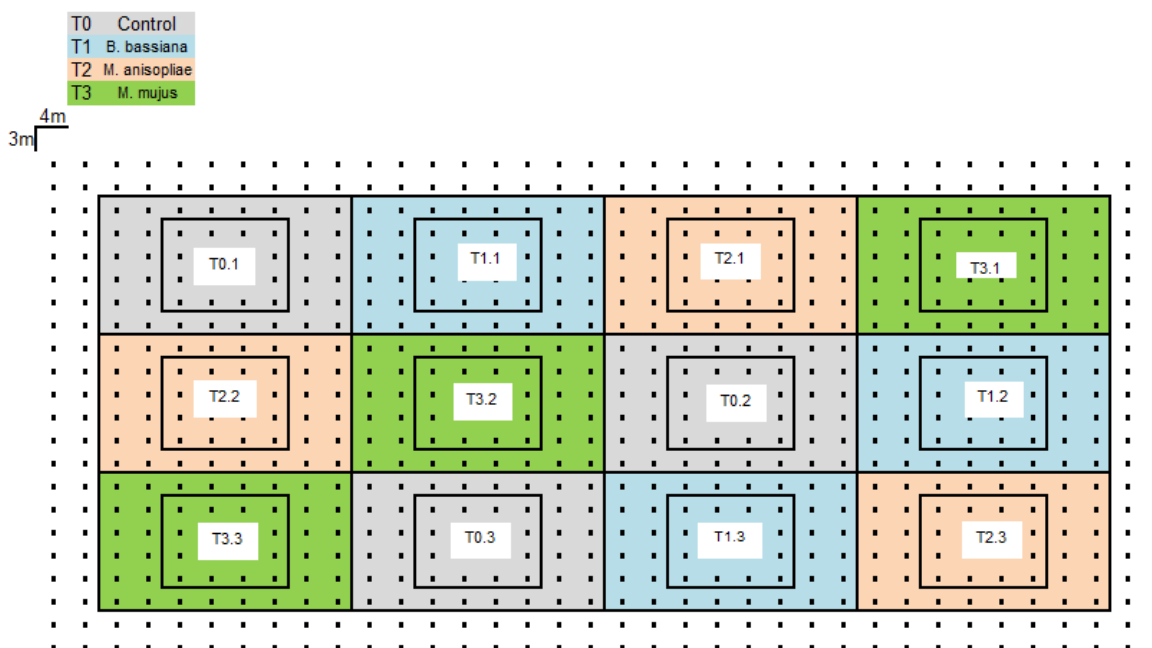 T0 Control
T1 B. bassiana
T2 M. anisopliae
T3 M. mujus
4m
3m
T0.1 T1.1 T2.1 T3.1
T2.2 T3.2 T0.2 T1.2
T3.3 T0.3 T1.3 T2.3